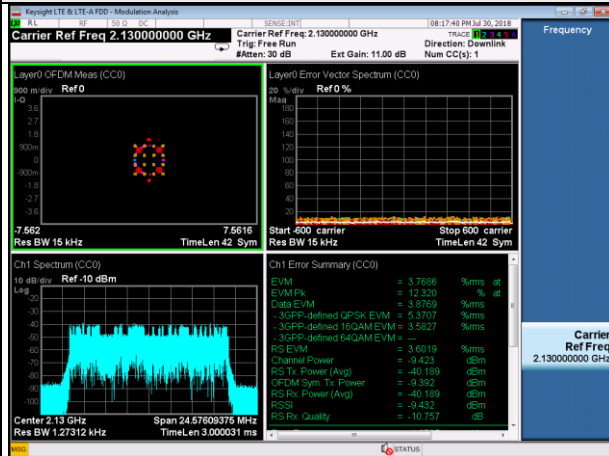 Keysight LTE & LTE-A FDD - Modulation Analysis
RL RF 50 Ω DC SENSE:INT 08:17:40 PM Jul 30, 2018
Carrier Ref Freq 2.130000000 GHz
Carrier Ref Freq: 2.130000000 GHz
TRACE 1 2 3 4 5 6
Trig: Free Run
Direction: Downlink
#Atten: 30 dB Ext Gain: 11.00 dB Num CC(s): 1
Frequency
Layer0 OFDM Meas (CC0)
900 m/div Ref 0
I-Q
3.6
2.7
1.8
900m
0
-900m
-1.8
-2.7
-3.6
-7.562 7.5616
Res BW 15 kHz TimeLen 42 Sym
Layer0 Error Vector Spectrum (CC0)
20 %/div Ref 0 %
Mag
180
160
140
120
100
80
60
40
20
Start -600 carrier Stop 600 carrier
Res BW 15 kHz TimeLen 42 Sym
Ch1 Spectrum (CC0)
10 dB/div Ref -10 dBm
Log
-20
-30
-40
-50
-60
-70
-80
-90
-100
Center 2.13 GHz Span 24.57609375 MHz
Res BW 1.27312 kHz TimeLen 3.000031 ms
Ch1 Error Summary (CC0)
EVM = 3.7686 %rms at
EVM Pk = 12.320 % at
Data EVM = 3.8769 %rms
- 3GPP-defined QPSK EVM = 5.3707 %rms
- 3GPP-defined 16QAM EVM = 3.5827 %rms
- 3GPP-defined 64QAM EVM = ---
RS EVM = 3.6019 %rms
Channel Power = -9.423 dBm
RS Tx. Power (Avg) = -40.189 dBm
OFDM Sym. Tx. Power = -9.392 dBm
RS Rx. Power (Avg) = -40.189 dBm
RSSI = -9.432 dBm
RS Rx. Quality = -10.757 dB
Carrier
Ref Freq
2.130000000 GHz
MSG STATUS